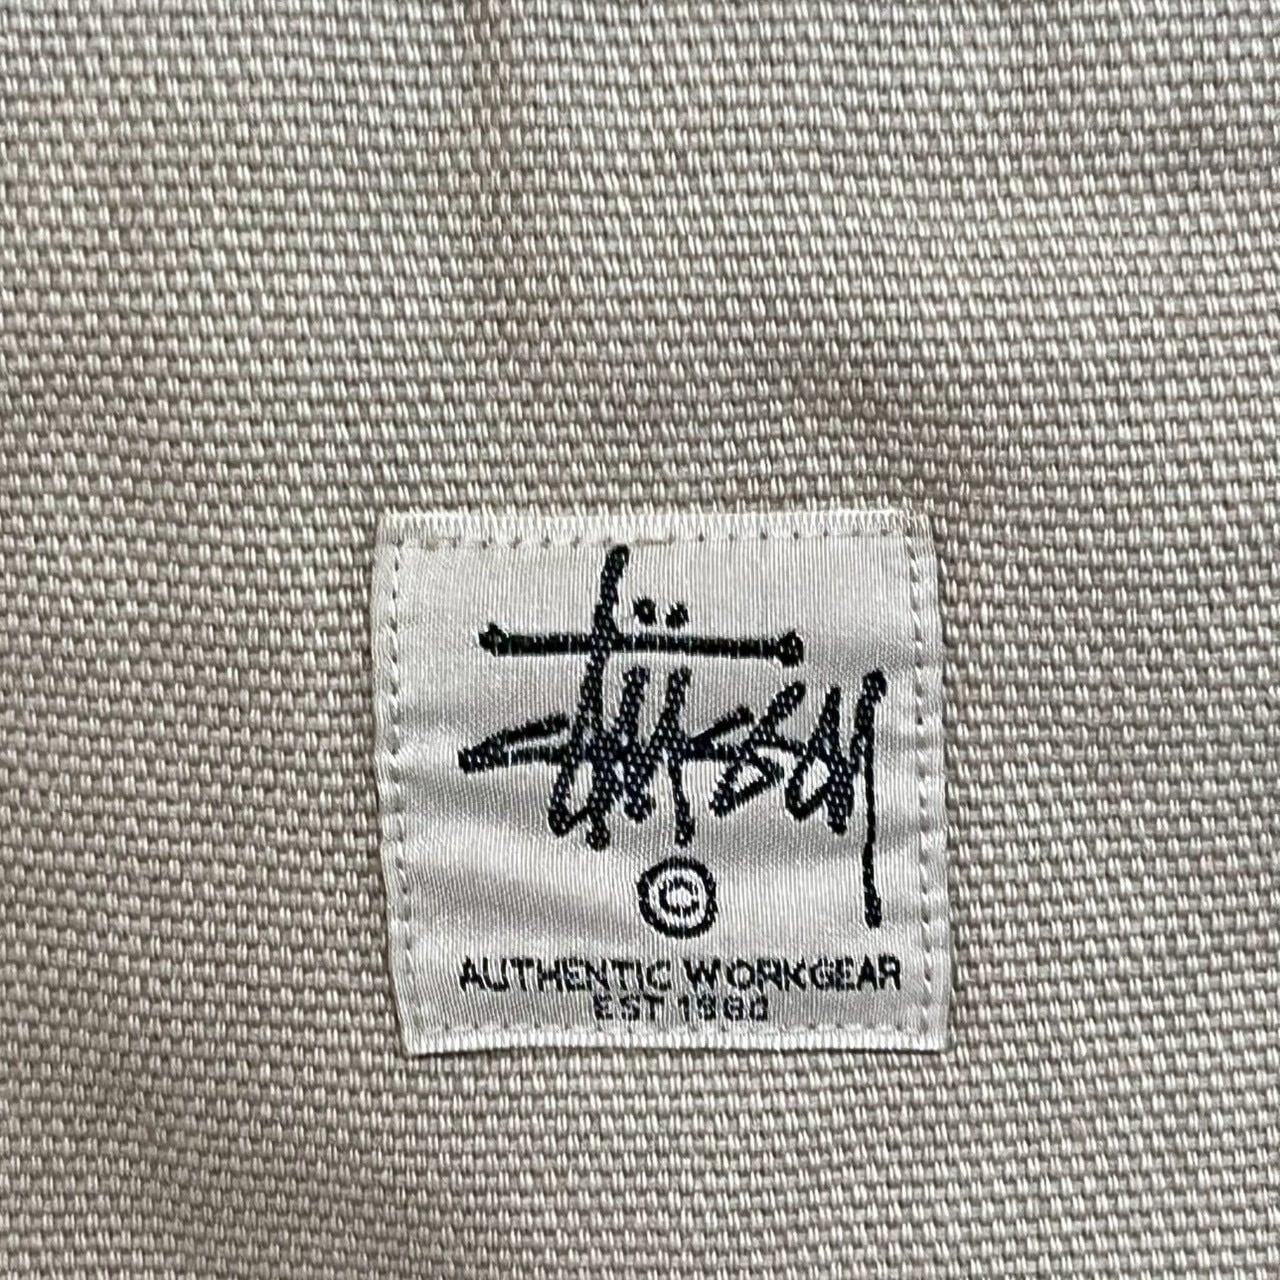 Stüssy
©
AUTHENTIC WORKGEAR
EST 1980